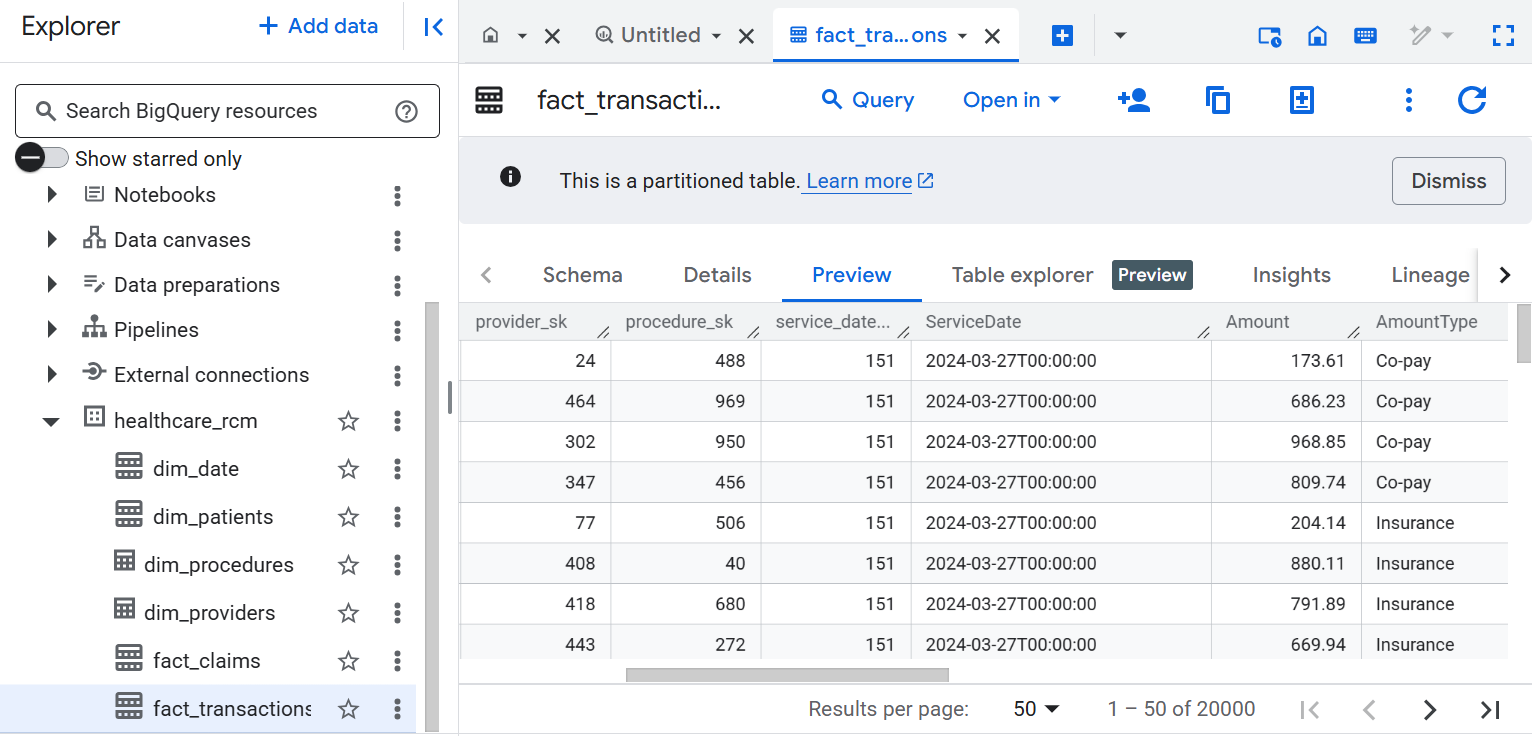 Explorer
+ Add data
Search BigQuery resources
Show starred only
Notebooks
Data canvases
Data preparations
Pipelines
External connections
healthcare_rcm
dim_date
dim_patients
dim_procedures
dim_providers
fact_claims
fact_transactions
Untitled
fact_tra...ons
fact_transacti...
Query
Open in
This is a partitioned table. Learn more
Dismiss
Schema Details Preview Table explorer Preview Insights Lineage
provider_sk procedure_sk service_date... ServiceDate Amount AmountType
24 488 151 2024-03-27T00:00:00 173.61 Co-pay
464 969 151 2024-03-27T00:00:00 686.23 Co-pay
302 950 151 2024-03-27T00:00:00 968.85 Co-pay
347 456 151 2024-03-27T00:00:00 809.74 Co-pay
77 506 151 2024-03-27T00:00:00 204.14 Insurance
408 40 151 2024-03-27T00:00:00 880.11 Insurance
418 680 151 2024-03-27T00:00:00 791.89 Insurance
443 272 151 2024-03-27T00:00:00 669.94 Insurance
Results per page: 50 1 – 50 of 20000